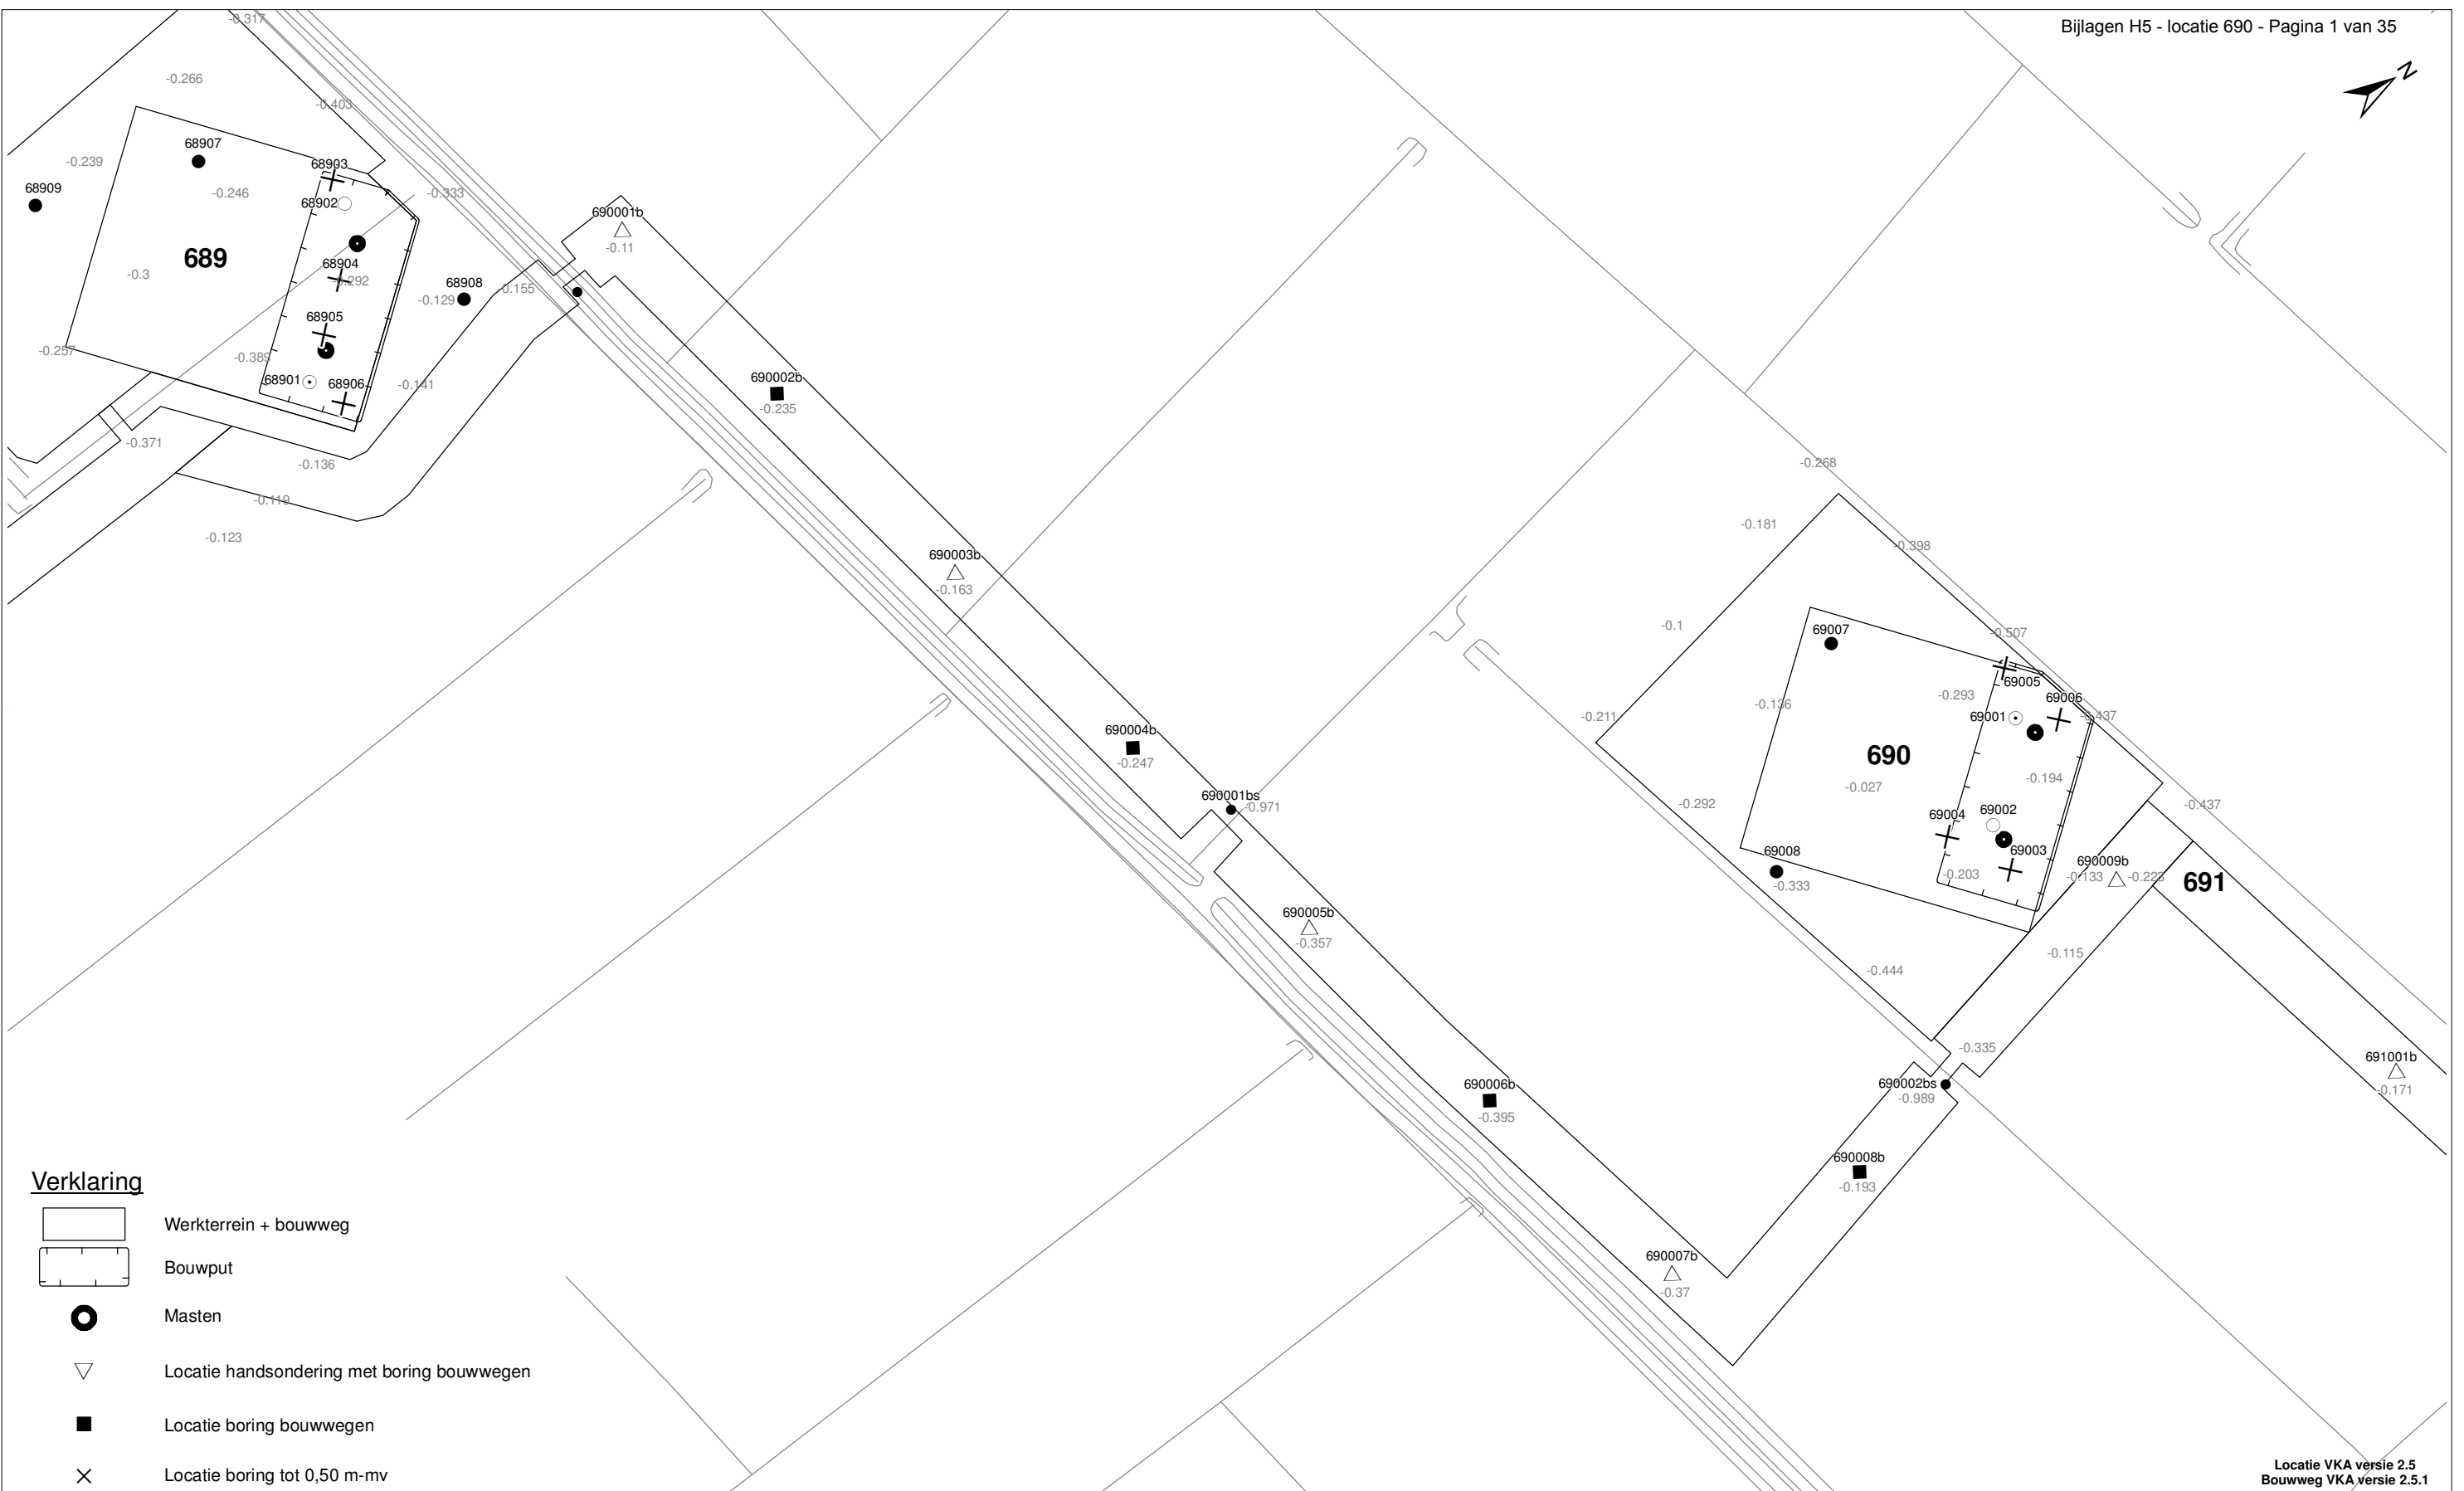 Bijlagen H5 - locatie 690 - Pagina 1 van 35
N
-0.317
-0.266
-0.403
68907
-0.239
68903
68909
-0.246
-0.333
68902
690001b
-0.11
689
68904
-0.3
-0.292
68908
-0.155
-0.129
68905
-0.257
-0.389
68901
68906
-0.141
690002b
-0.235
-0.371
-0.136
-0.268
-0.119
-0.181
-0.123
-0.398
690003b
-0.163
-0.1
69007
-0.507
69005
-0.293
69006
-0.136
-0.211
69001
-0.437
690004b
-0.247
690
-0.194
-0.027
690001bs
-0.971
-0.292
-0.437
69002
69004
69008
69003
690009b
-0.203
-0.133
-0.223
691
-0.333
690005b
-0.357
-0.115
-0.444
-0.335
691001b
-0.171
690006b
-0.395
690002bs
-0.989
690008b
-0.193
690007b
-0.37
Verklaring
Werkterrein + bouwweg
Bouwput
Masten
Locatie handsondering met boring bouwwegen
Locatie boring bouwwegen
Locatie boring tot 0,50 m-mv
Locatie VKA versie 2.5
Bouwweg VKA versie 2.5.1